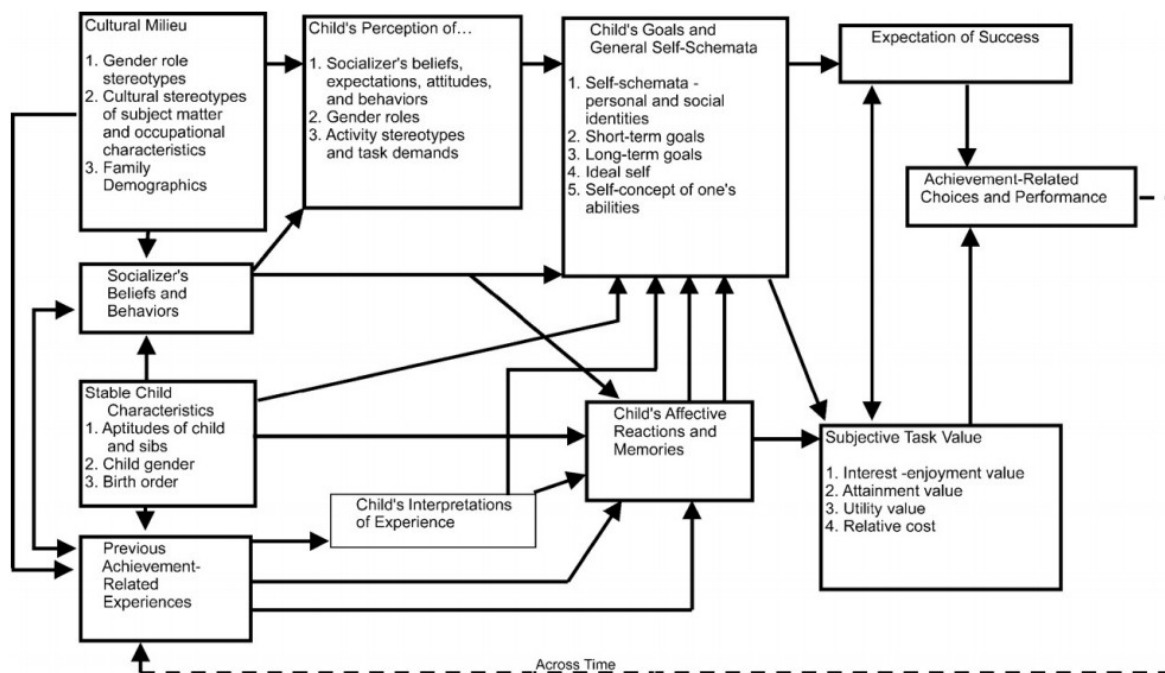 Cultural Milieu
1. Gender role
stereotypes
2. Cultural stereotypes
of subject matter
and occupational
characteristics
3. Family
Demographics
Child's Perception of…
1. Socializer's beliefs,
expectations, attitudes,
and behaviors
2. Gender roles
3. Activity stereotypes
and task demands
Child's Goals and
General Self-Schemata
1. Self-schemata -
personal and social
identities
2. Short-term goals
3. Long-term goals
4. Ideal self
5. Self-concept of one's
abilities
Expectation of Success
Achievement-Related
Choices and Performance
Socializer's
Beliefs and
Behaviors
Stable Child
Characteristics
1. Aptitudes of child
and sibs
2. Child gender
3. Birth order
Child's Affective
Reactions and
Memories
Subjective Task Value
1. Interest -enjoyment value
2. Attainment value
3. Utility value
4. Relative cost
Child's Interpretations
of Experience
Previous
Achievement-
Related
Experiences
Across Time